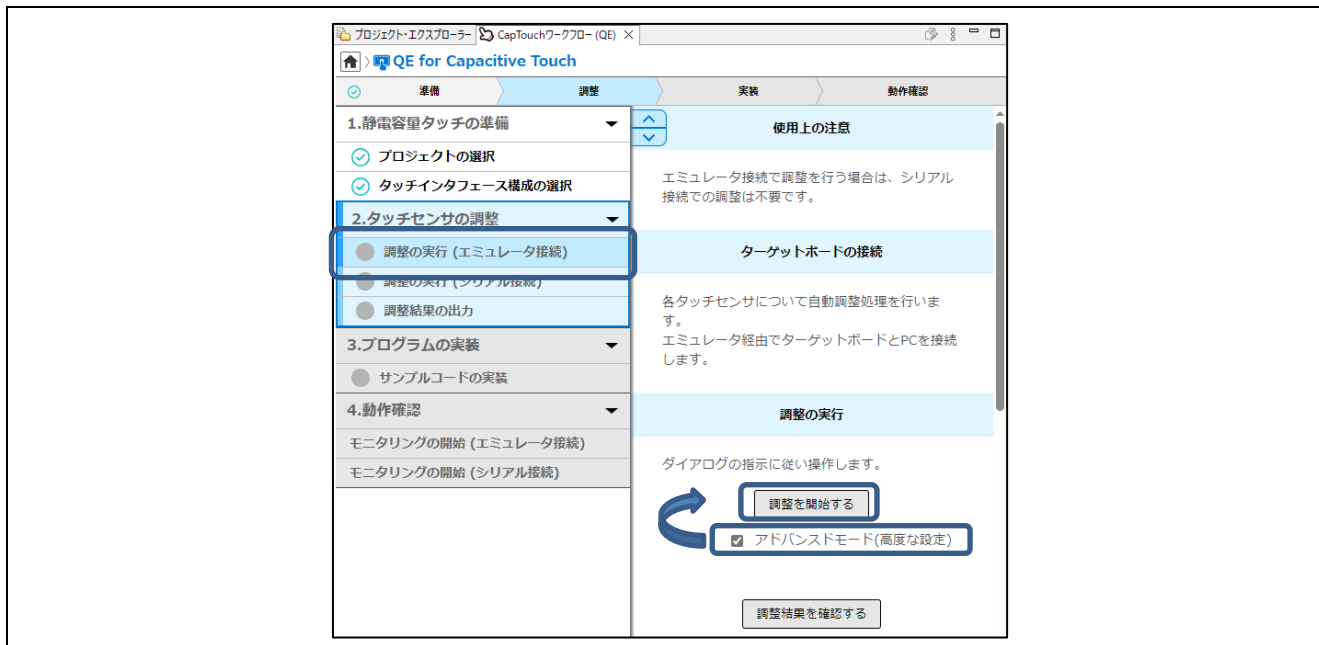 プロジェクト・エクスプローラー CapTouchワークフロー (QE)
QE for Capacitive Touch
準備 調整 実装 動作確認
1.静電容量タッチの準備
プロジェクトの選択
タッチインタフェース構成の選択
2.タッチセンサの調整
調整の実行 (エミュレータ接続)
調整の実行 (シリアル接続)
調整結果の出力
3.プログラムの実装
サンプルコードの実装
4.動作確認
モニタリングの開始 (エミュレータ接続)
モニタリングの開始 (シリアル接続)
使用上の注意
エミュレータ接続で調整を行う場合は、シリアル
接続での調整は不要です。
ターゲットボードの接続
各タッチセンサについて自動調整処理を行いま
す。
エミュレータ経由でターゲットボードとPCを接続
します。
調整の実行
ダイアログの指示に従い操作します。
調整を開始する
アドバンスドモード(高度な設定)
調整結果を確認する